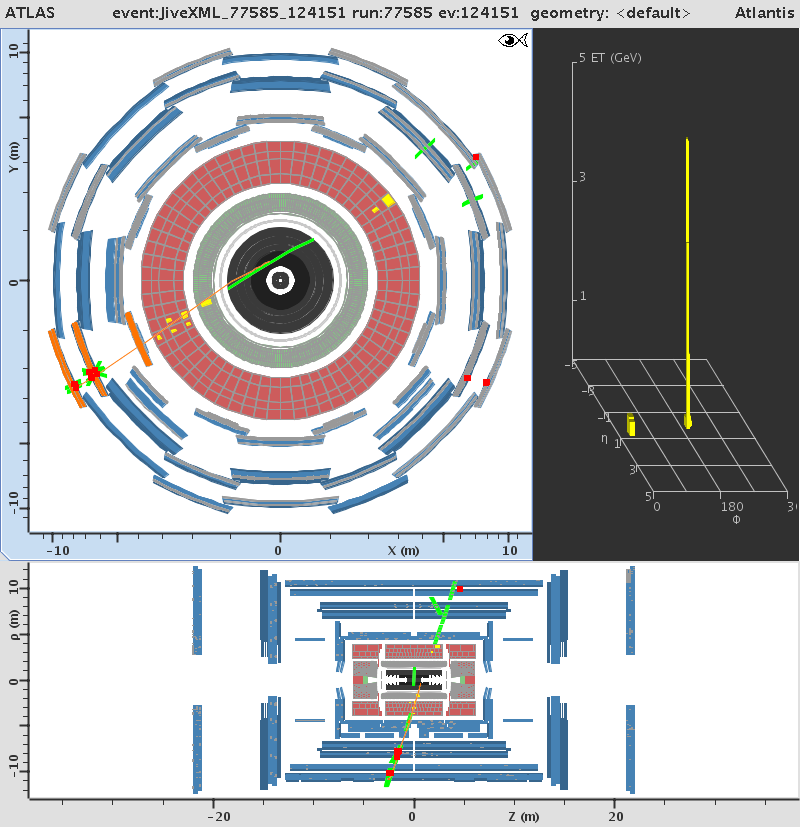 ATLAS event:JiveXML_77585_124151 run:77585 ev:124151 geometry: <default> Atlantis
10
Y (m)
0
-10
-10 0 X (m) 10
5 ET (GeV)
3
1
-5
-3
-1
η 1
3
5
0 180
Φ
10
ρ (m)
0
-10
-20 0 Z (m) 20